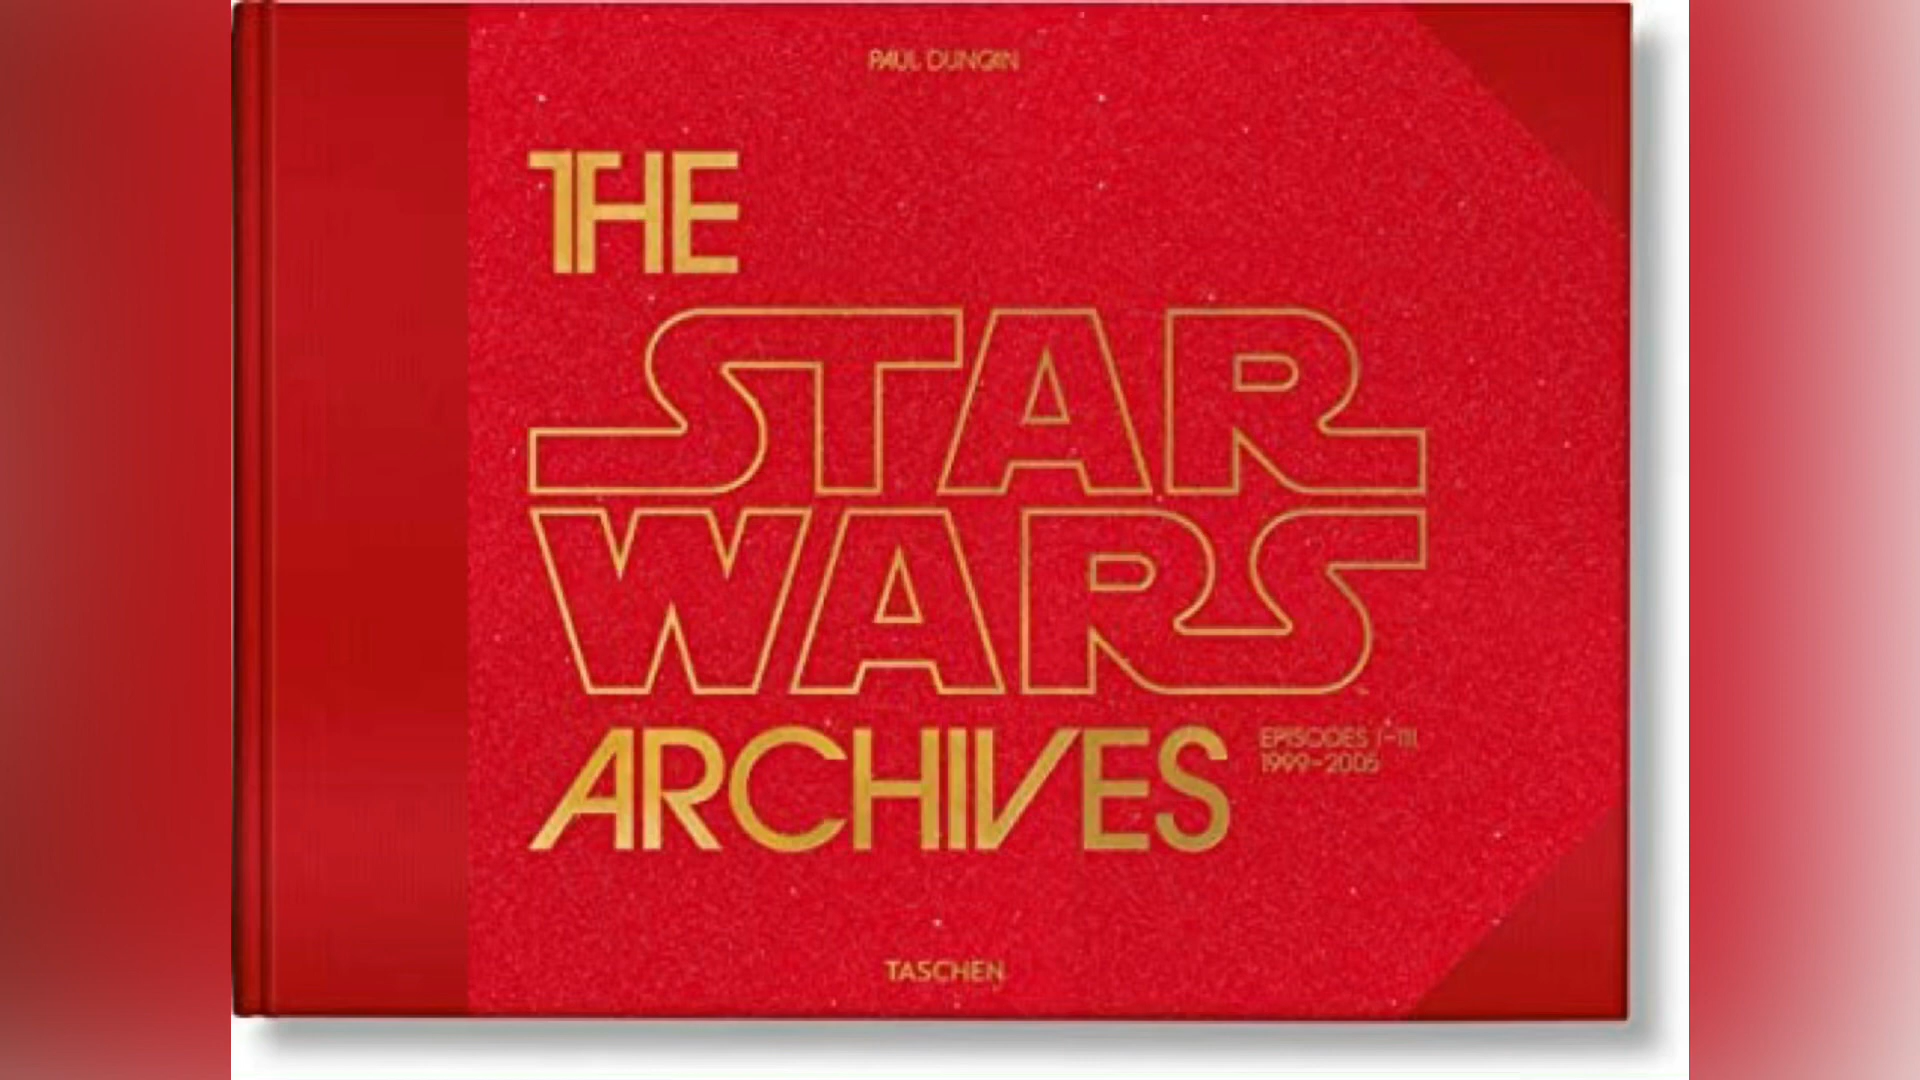 PAUL DUNCAN
THE
STAR
WARS
ARCHIVES
EPISODES I–III
1999–2005
TASCHEN